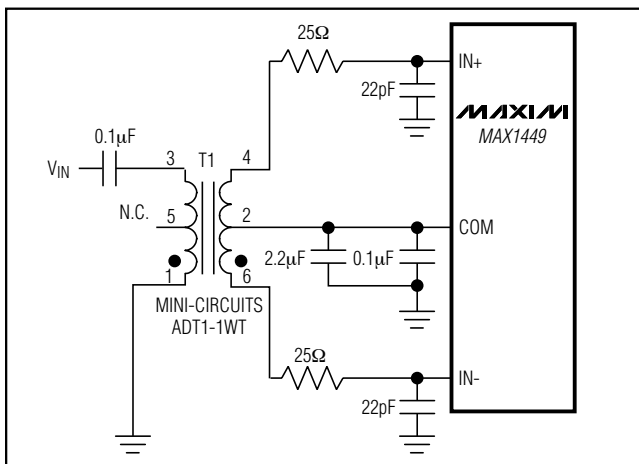 25Ω
IN+
22pF
MAXIM
MAX1449
0.1μF
3 T1 4
VIN
N.C. 5 2
COM
2.2μF 0.1μF
1 6
MINI-CIRCUITS
ADT1-1WT
25Ω
IN-
22pF